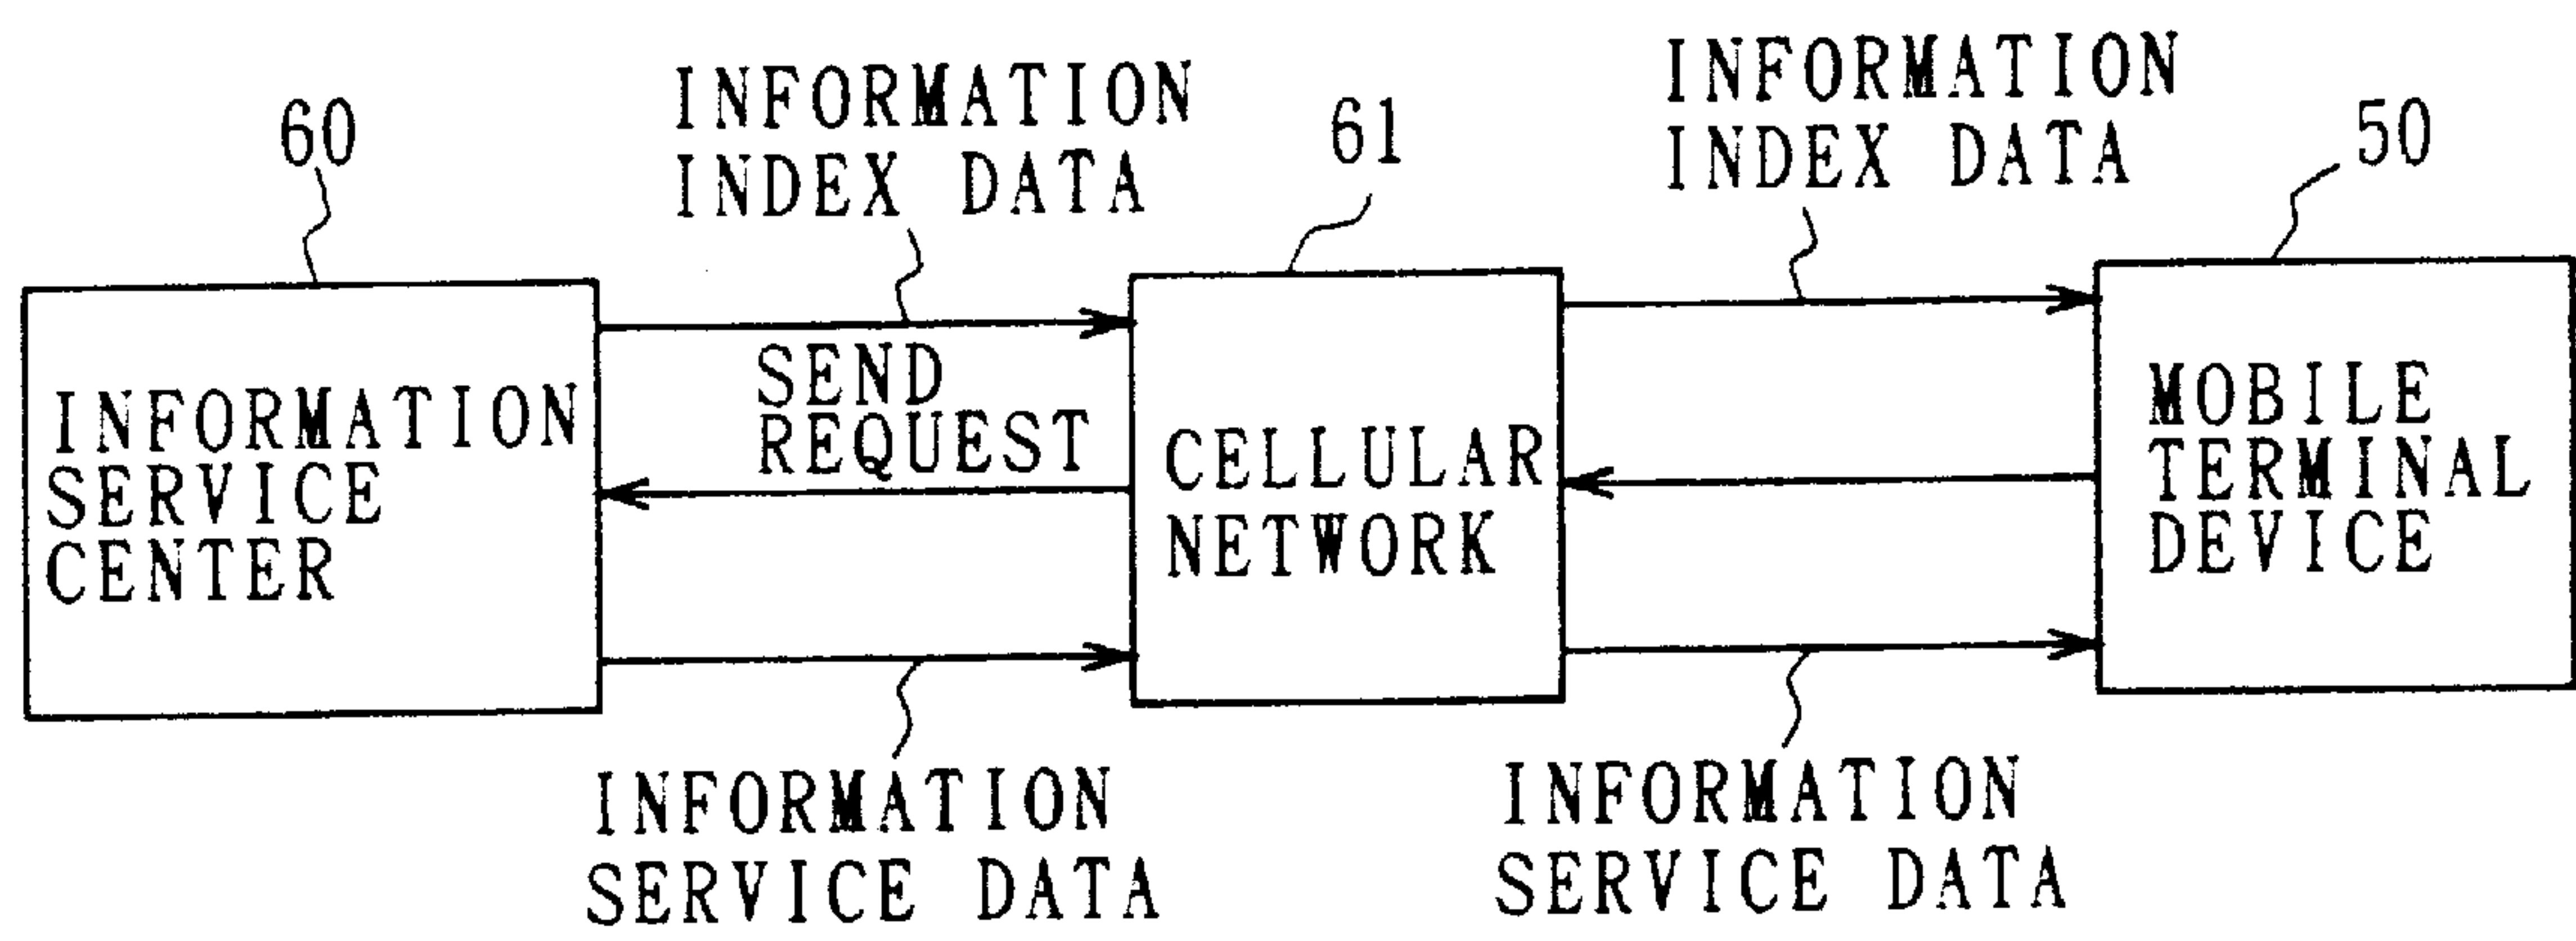 60
INFORMATION
INDEX DATA
61
INFORMATION
INDEX DATA
50
INFORMATION
SERVICE
CENTER
SEND
REQUEST
CELLULAR
NETWORK
MOBILE
TERMINAL
DEVICE
INFORMATION
SERVICE DATA
INFORMATION
SERVICE DATA